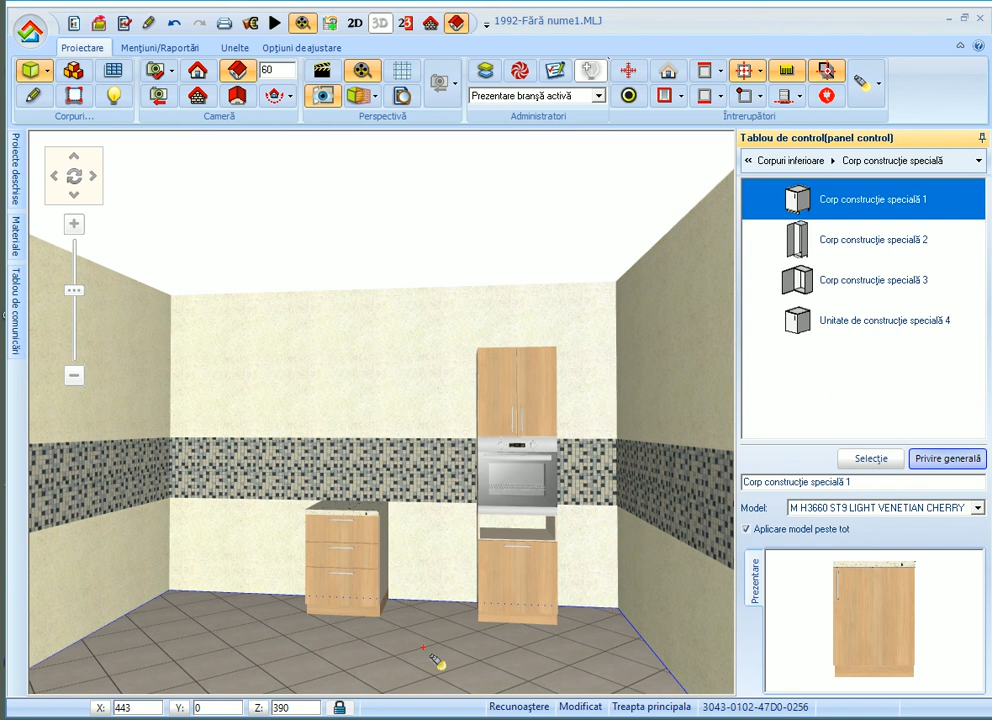 2D 3D 23 1992-Fără nume1.MLJ
Proiectare Mențiuni/Raportări Unelte Opțiuni de ajustare
60
Prezentare branșă activă
Corpuri... Cameră Perspectivă Administratori Întrerupători
Proiecte deschise
Materiale
Tablou de comunicări
Tablou de control(panel control)
« Corpuri inferioare Corp construcție specială
Corp construcție specială 1
Corp construcție specială 2
Corp construcție specială 3
Unitate de construcție specială 4
Selecție Privire generală
Corp construcție specială 1
Model: M H3660 ST9 LIGHT VENETIAN CHERRY
Aplicare model peste tot
Prezentare
X: 443 Y: 0 Z: 390 Recunoaștere Modificat Treapta principala 3043-0102-47D0-0256